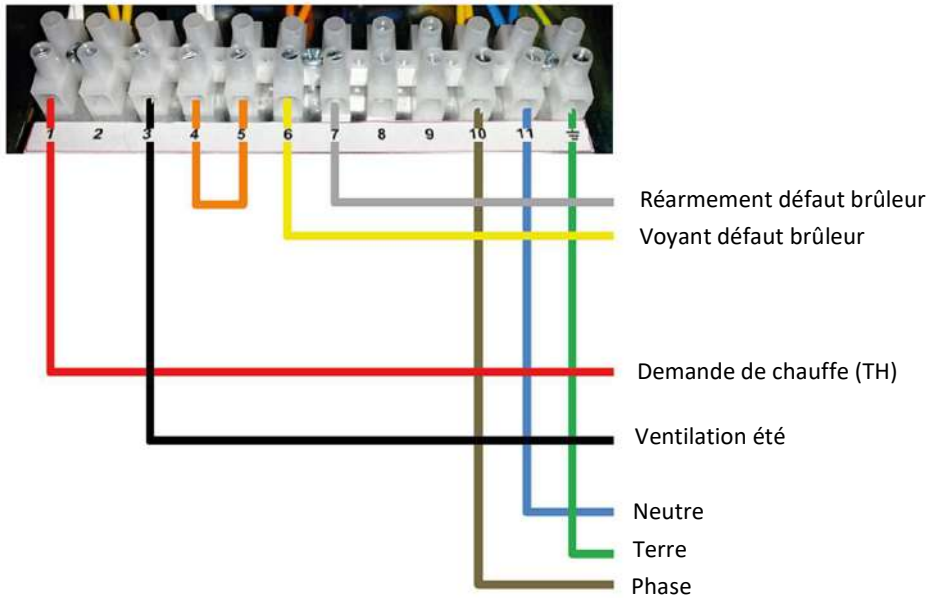 1 2 3 4 5 6 7 8 9 10 11
Réarmement défaut brûleur
Voyant défaut brûleur
Demande de chauffe (TH)
Ventilation été
Neutre
Terre
Phase